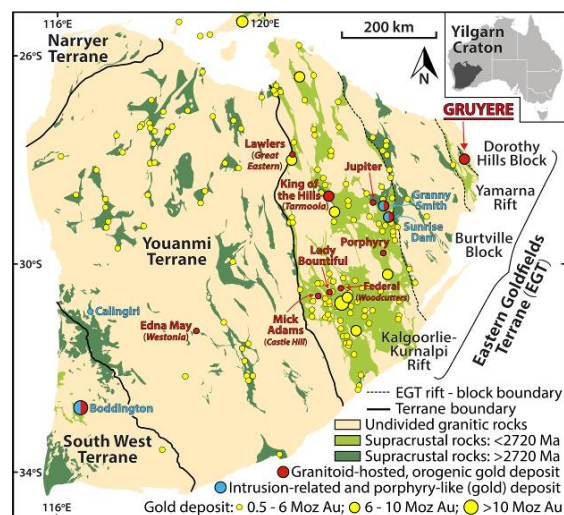 116°E
120°E
200 km
Yilgarn
Craton
26°S
Narryer
Terrane
N
GRUYERE
Dorothy
Hills Block
Lawlers
(Great
Eastern)
Jupiter
King of
the Hills
(Tarmoola)
Granny
Smith
Yamarna
Rift
Sunrise
Dam
Youanmi
Terrane
Lady
Bountiful
Porphyry
Burtville
Block
30°S
Eastern Goldfields
Terrane (EGT)
Calingiri
Edna May
(Westonia)
Mick
Adams
(Castle Hill)
Federal
(Woodcutters)
Kalgoorlie-
Kurnalpi
Rift
Boddington
South West
Terrane
EGT rift - block boundary
Terrane boundary
Undivided granitic rocks
Supracrustal rocks: <2720 Ma
Supracrustal rocks: >2720 Ma
34°S
Granitoid-hosted, orogenic gold deposit
Intrusion-related and porphyry-like (gold) deposit
116°E
Gold deposit: 0.5 - 6 Moz Au; 6 - 10 Moz Au; >10 Moz Au